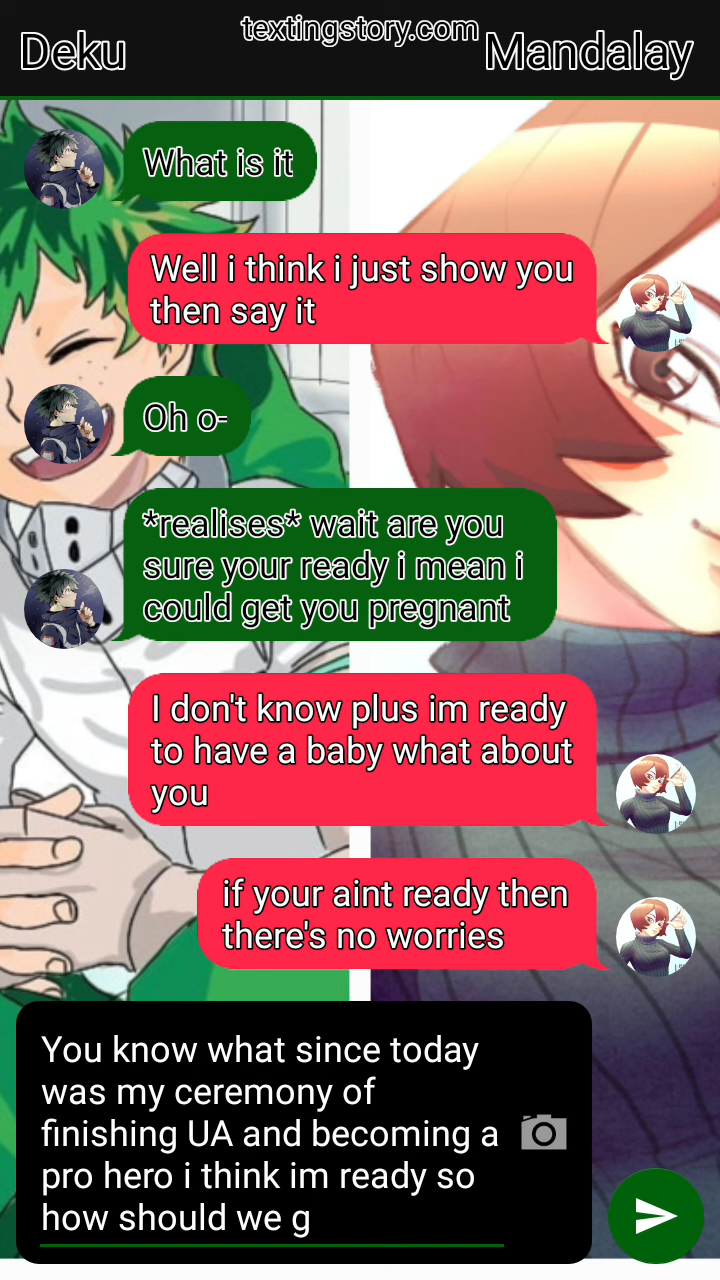 textingstory.com
Deku
Mandalay
What is it
Well i think i just show you
then say it
Oh o-
*realises* wait are you
sure your ready i mean i
could get you pregnant
I don't know plus im ready
to have a baby what about
you
if your aint ready then
there's no worries
You know what since today
was my ceremony of
finishing UA and becoming a
pro hero i think im ready so
how should we g